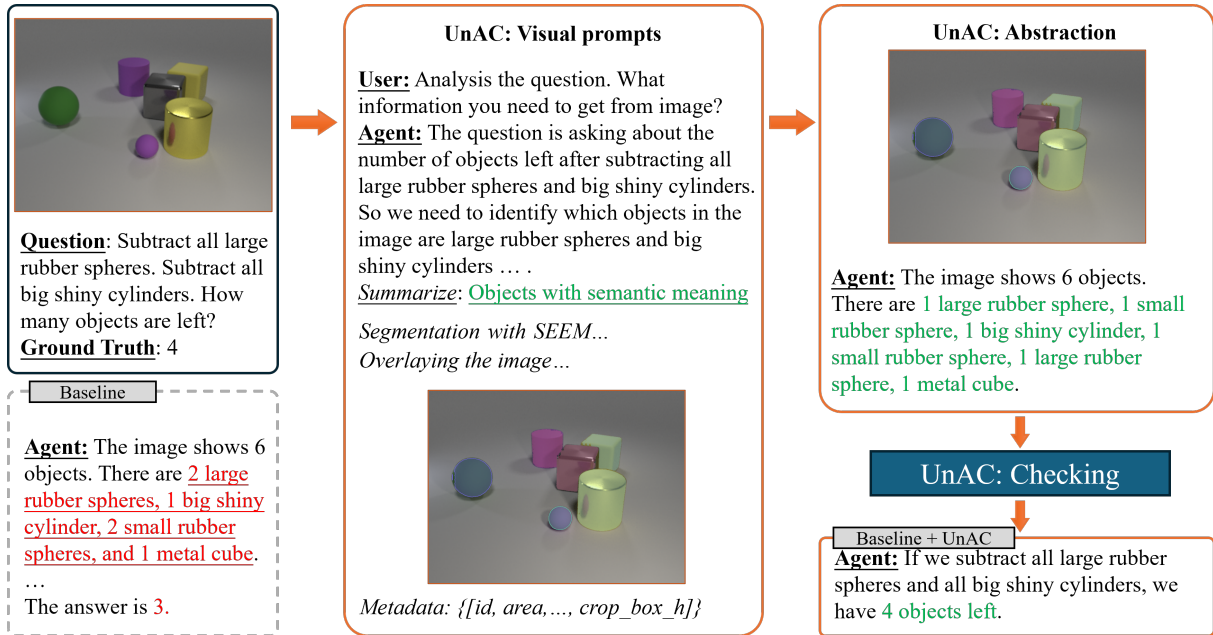 Question: Subtract all large
rubber spheres. Subtract all
big shiny cylinders. How
many objects are left?
Ground Truth: 4
Baseline
Agent: The image shows 6
objects. There are 2 large
rubber spheres, 1 big shiny
cylinder, 2 small rubber
spheres, and 1 metal cube.
…
The answer is 3.
UnAC: Visual prompts
User: Analysis the question. What
information you need to get from image?
Agent: The question is asking about the
number of objects left after subtracting all
large rubber spheres and big shiny cylinders.
So we need to identify which objects in the
image are large rubber spheres and big
shiny cylinders … .
Summarize: Objects with semantic meaning
Segmentation with SEEM…
Overlaying the image…
Metadata: {[id, area,…, crop_box_h]}
UnAC: Abstraction
Agent: The image shows 6 objects.
There are 1 large rubber sphere, 1 small
rubber sphere, 1 big shiny cylinder, 1
small rubber sphere, 1 large rubber
sphere, 1 metal cube.
UnAC: Checking
Baseline + UnAC
Agent: If we subtract all large rubber
spheres and all big shiny cylinders, we
have 4 objects left.